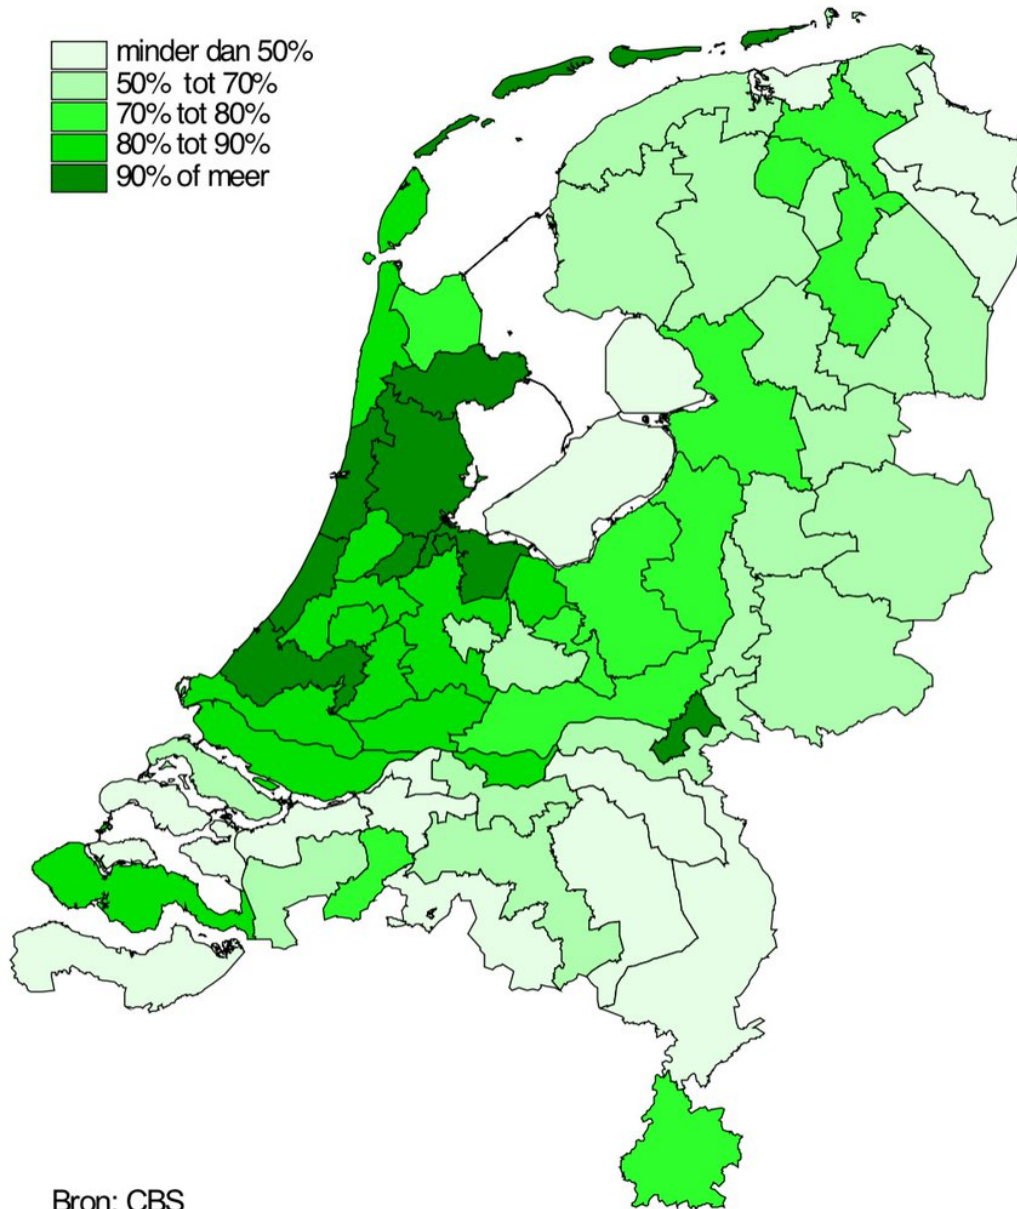 minder dan 50%
50% tot 70%
70% tot 80%
80% tot 90%
90% of meer
Bron: CBS